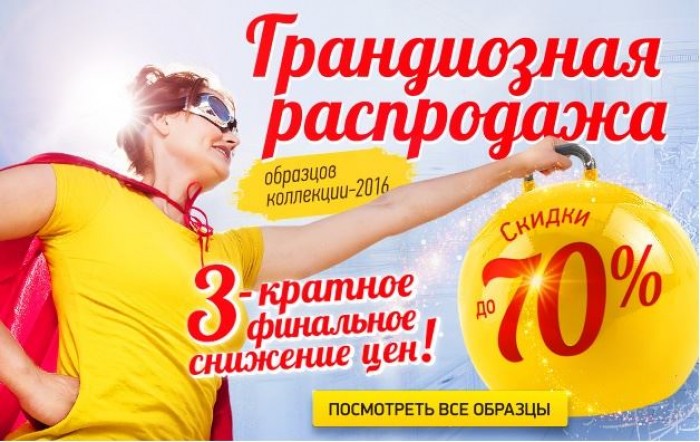 Грандиозная
распродажа
образцов
коллекции-2016
Скидки
до 70%
3-кратное
финальное
снижение цен!
ПОСМОТРЕТЬ ВСЕ ОБРАЗЦЫ